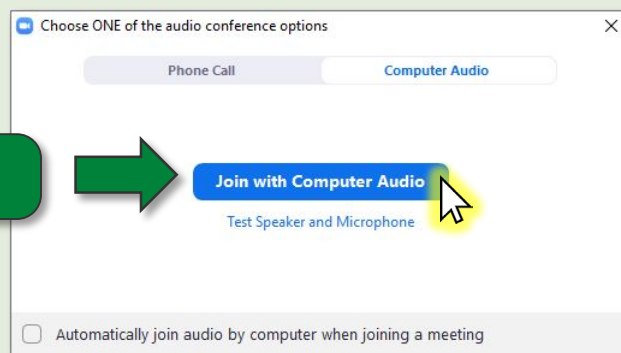 Choose ONE of the audio conference options
Phone Call
Computer Audio
Join with Computer Audio
Test Speaker and Microphone
Automatically join audio by computer when joining a meeting